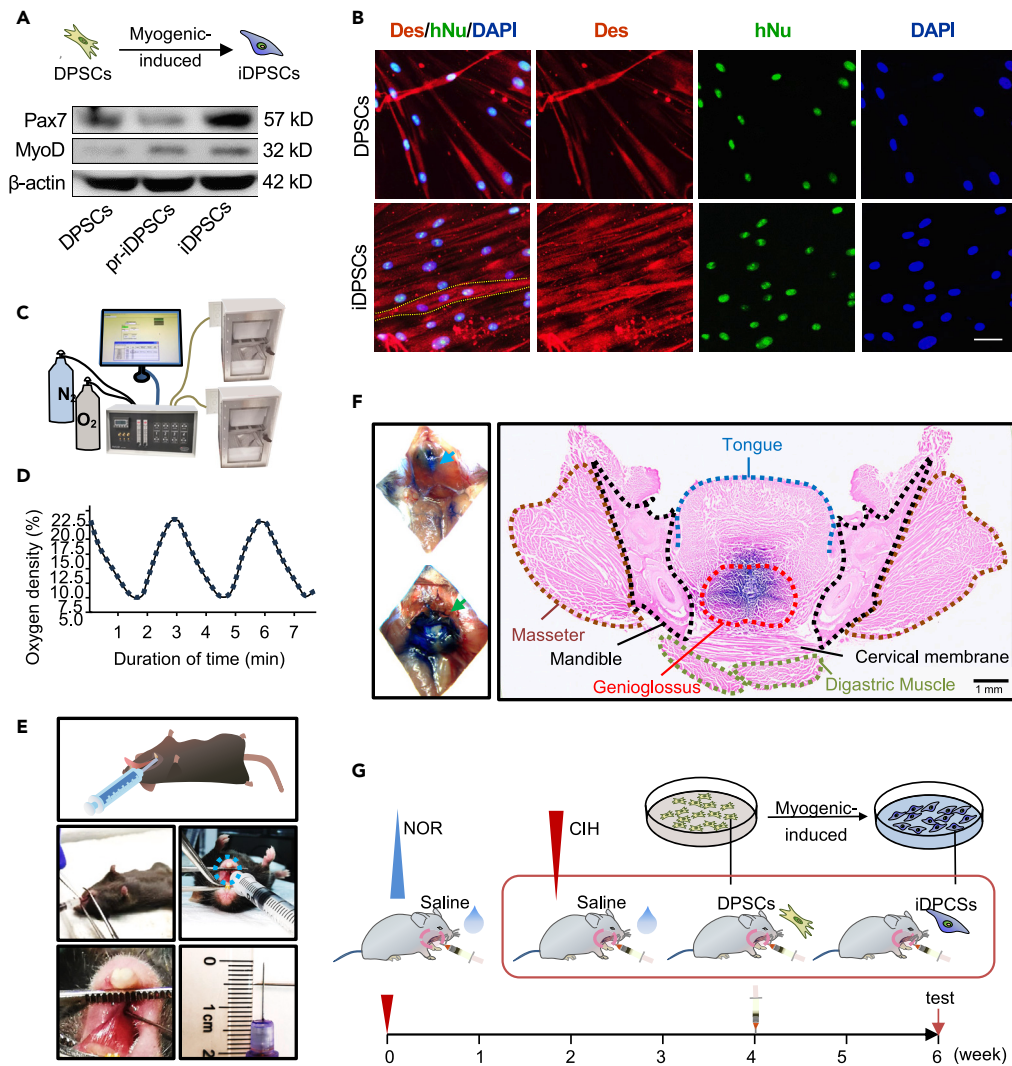 A
Myogenic-
induced
DPSCs
iDPSCs
Pax7
57 kD
MyoD
32 kD
β-actin
42 kD
DPSCs
pr-iDPSCs
iDPSCs
B
Des/hNu/DAPI
Des
hNu
DAPI
DPSCs
iDPSCs
C
N2
O2
D
Oxygen density (%)
22.5
20.0
17.5
15.0
12.5
10.0
7.5
5.0
1 2 3 4 5 6 7
Duration of time (min)
E
0
1 cm
2
F
Tongue
Masseter
Mandible
Genioglossus
Cervical membrane
Digastric Muscle
1 mm
G
NOR
CIH
Myogenic-
induced
Saline
Saline
DPSCs
iDPCSs
test
0 1 2 3 4 5 6 (week)